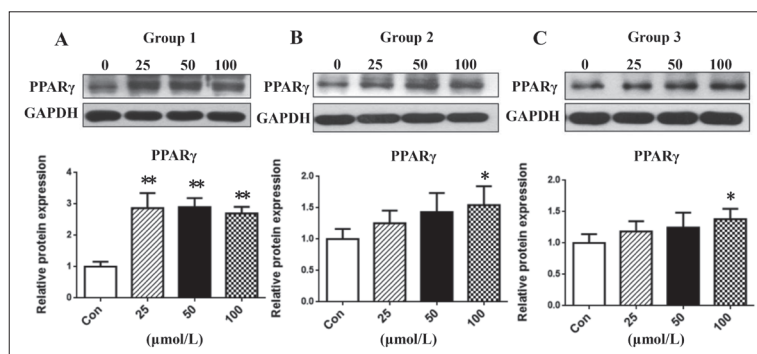 A Group 1
0 25 50 100
PPARγ
GAPDH
PPARγ
Relative protein expression
4
3
2
1
0
** ** **
Con 25 50 100
(μmol/L)
B Group 2
0 25 50 100
PPARγ
GAPDH
PPARγ
Relative protein expression
2.0
1.5
1.0
0.5
0.0
*
Con 25 50 100
(μmol/L)
C Group 3
0 25 50 100
PPARγ
GAPDH
PPARγ
Relative protein expression
2.0
1.5
1.0
0.5
0.0
*
Con 25 50 100
(μmol/L)